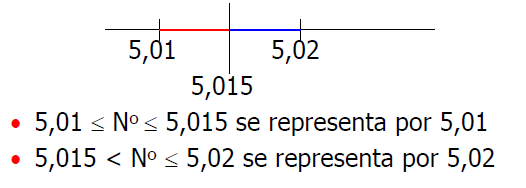 5,01 5,02
5,015
• 5,01 ≤ Nº ≤ 5,015 se representa por 5,01
• 5,015 < Nº ≤ 5,02 se representa por 5,02